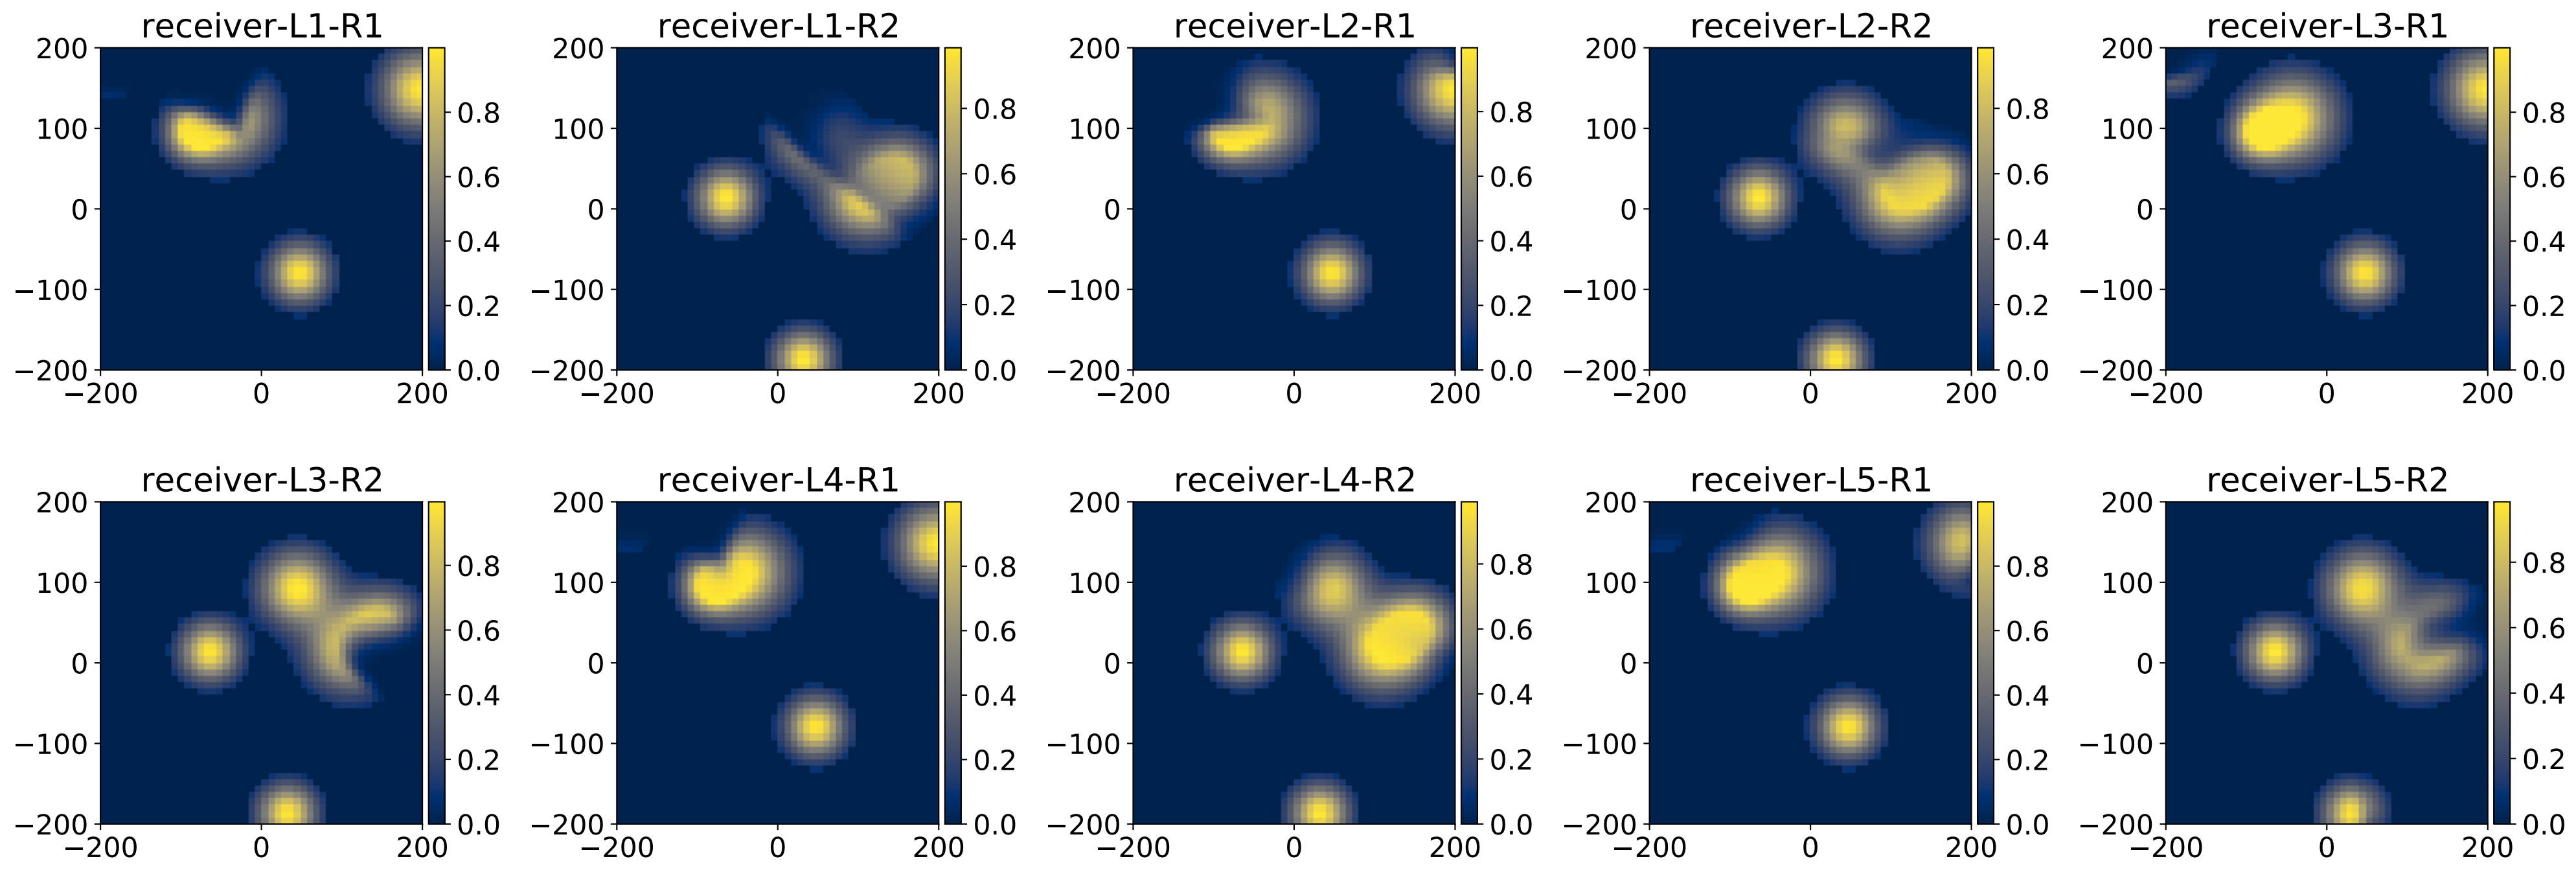 receiver-L1-R1 receiver-L1-R2 receiver-L2-R1 receiver-L2-R2 receiver-L3-R1
200 200 200 200 200
100 0.8 100 0.8 100 0.8 100 0.8 100 0.8
0.6 0.6 0.6 0.6 0.6
0 0 0 0 0
0.4 0.4 0.4 0.4 0.4
−100 0.2 −100 0.2 −100 0.2 −100 0.2 −100 0.2
−200 0.0 −200 0.0 −200 0.0 −200 0.0 −200 0.0
−200 0 200 −200 0 200 −200 0 200 −200 0 200 −200 0 200
receiver-L3-R2 receiver-L4-R1 receiver-L4-R2 receiver-L5-R1 receiver-L5-R2
200 200 200 200 200
100 0.8 100 0.8 100 0.8 100 0.8 100 0.8
0.6 0.6 0.6 0.6 0.6
0 0 0 0 0
0.4 0.4 0.4 0.4 0.4
−100 0.2 −100 0.2 −100 0.2 −100 0.2 −100 0.2
−200 0.0 −200 0.0 −200 0.0 −200 0.0 −200 0.0
−200 0 200 −200 0 200 −200 0 200 −200 0 200 −200 0 200